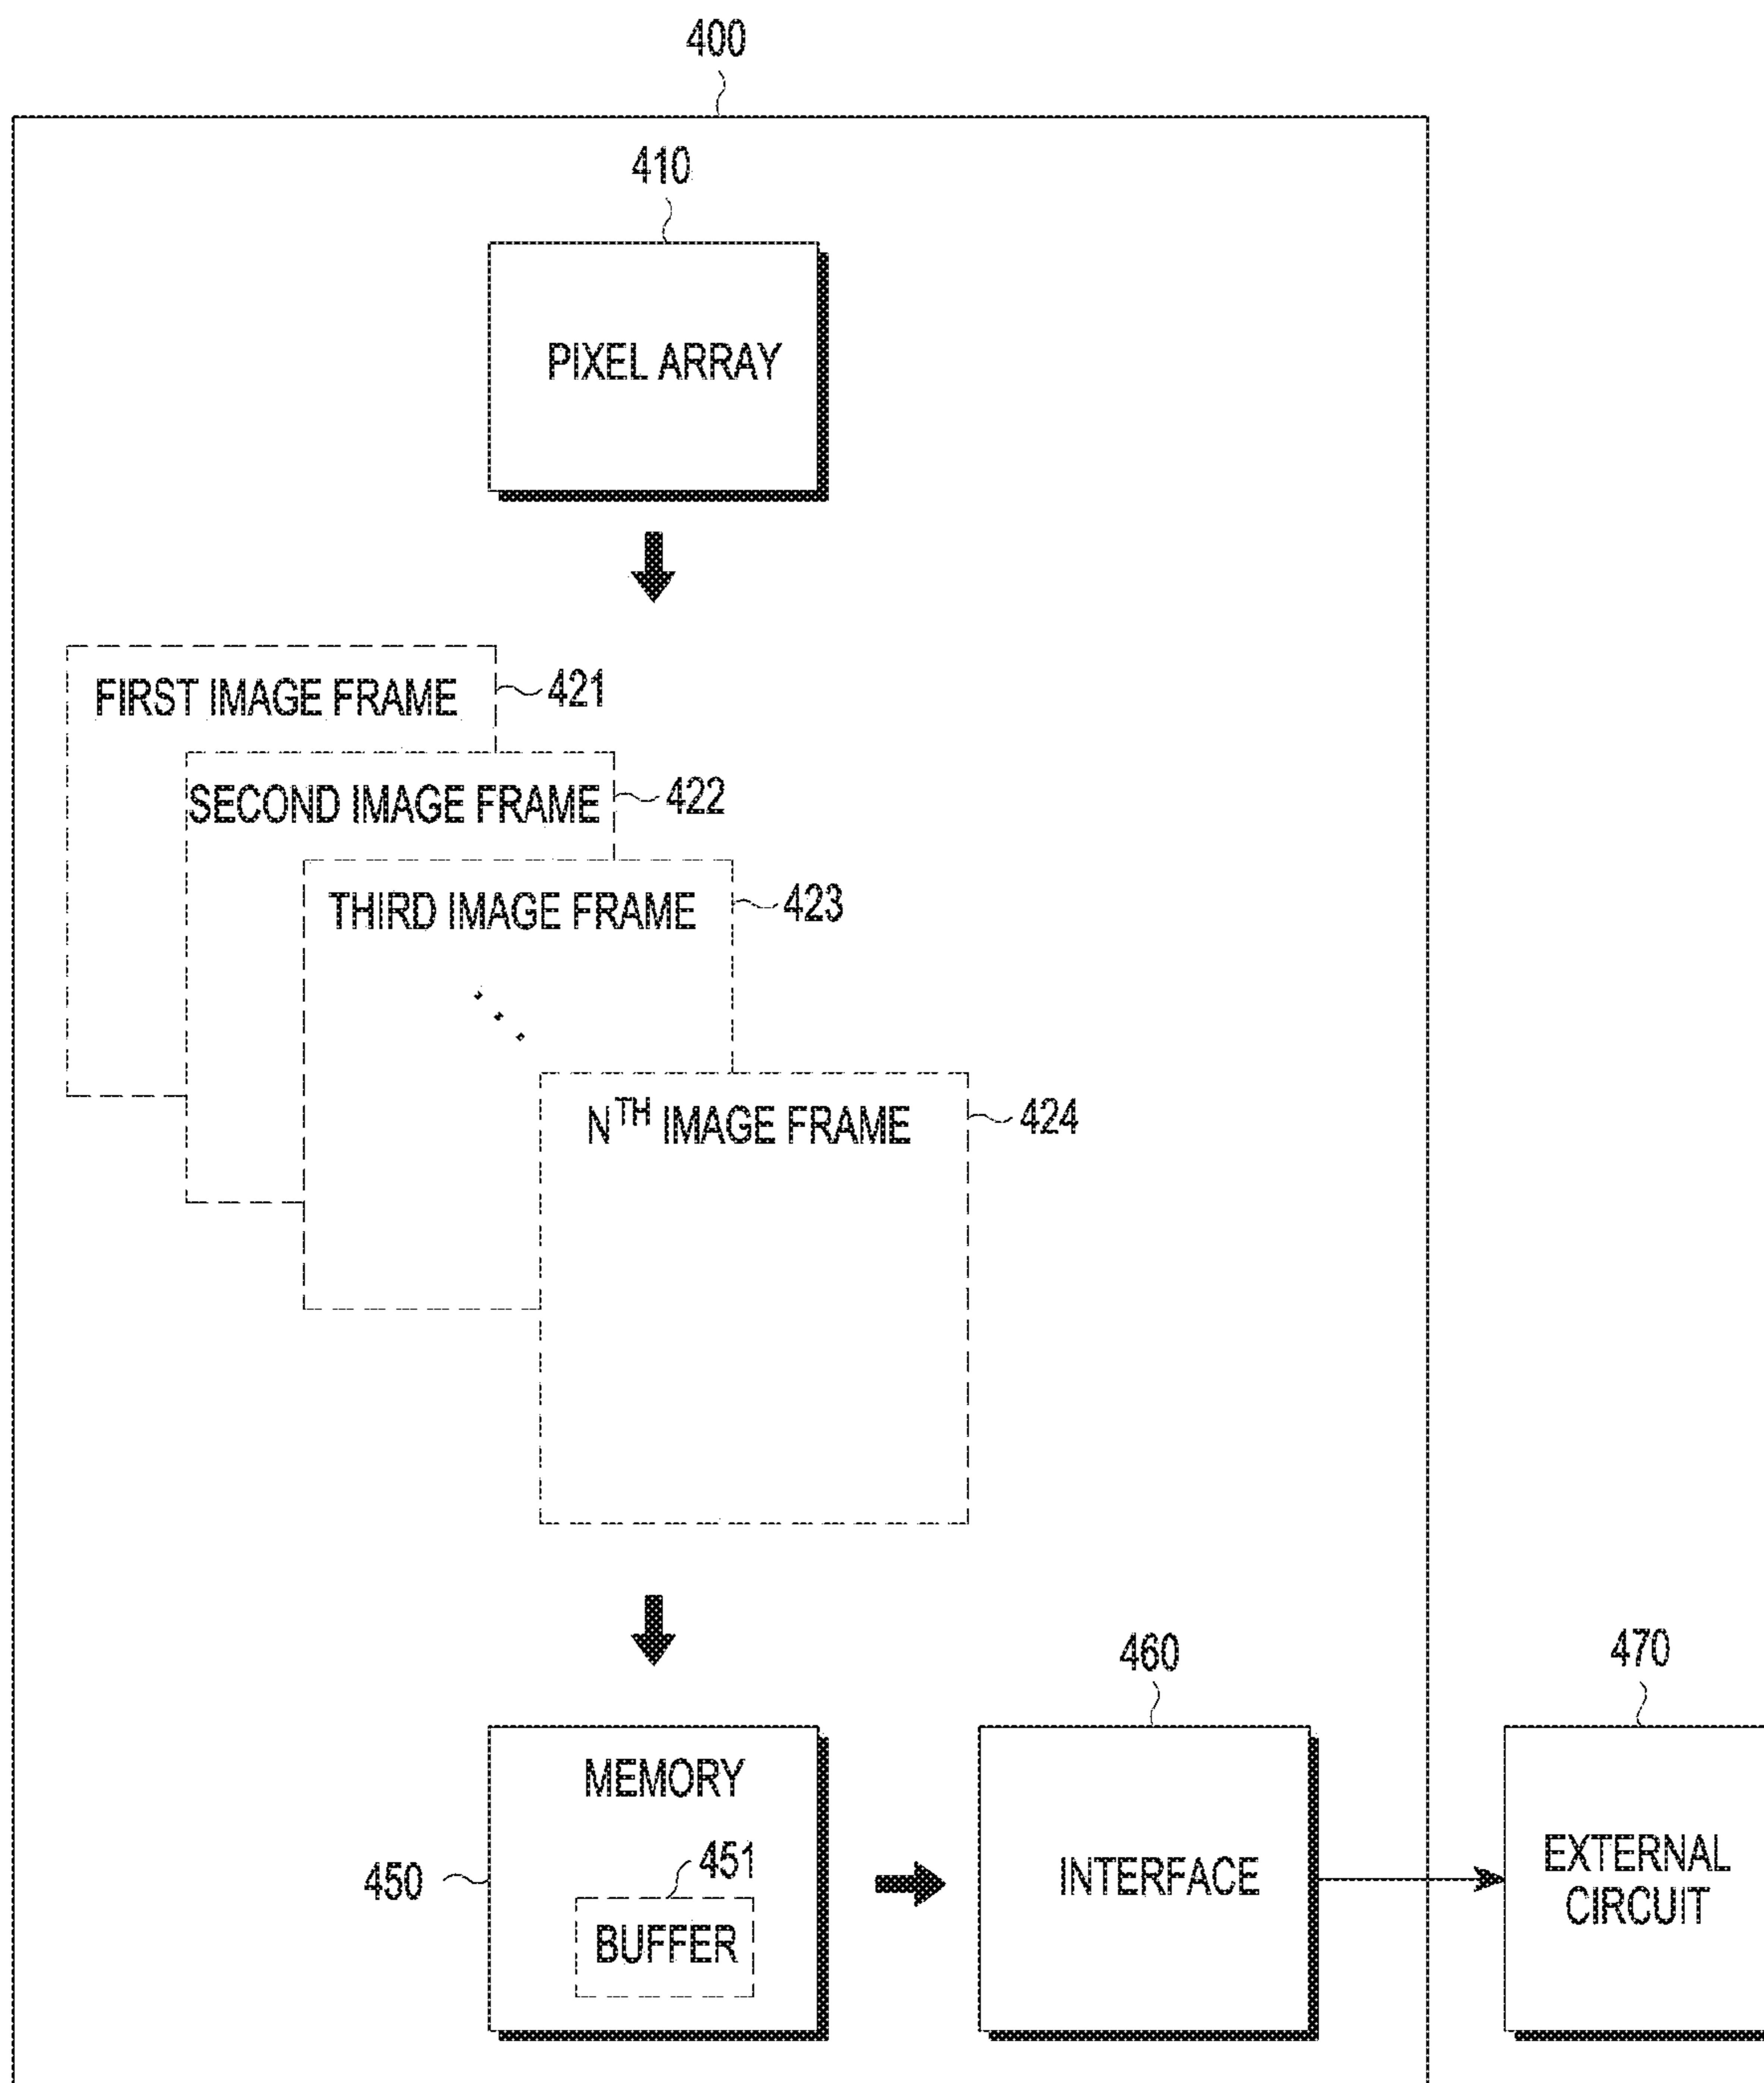 400
410
PIXEL ARRAY
FIRST IMAGE FRAME
421
SECOND IMAGE FRAME
422
THIRD IMAGE FRAME
423
NTH IMAGE FRAME
424
460
470
MEMORY
450
451
BUFFER
INTERFACE
EXTERNAL
CIRCUIT